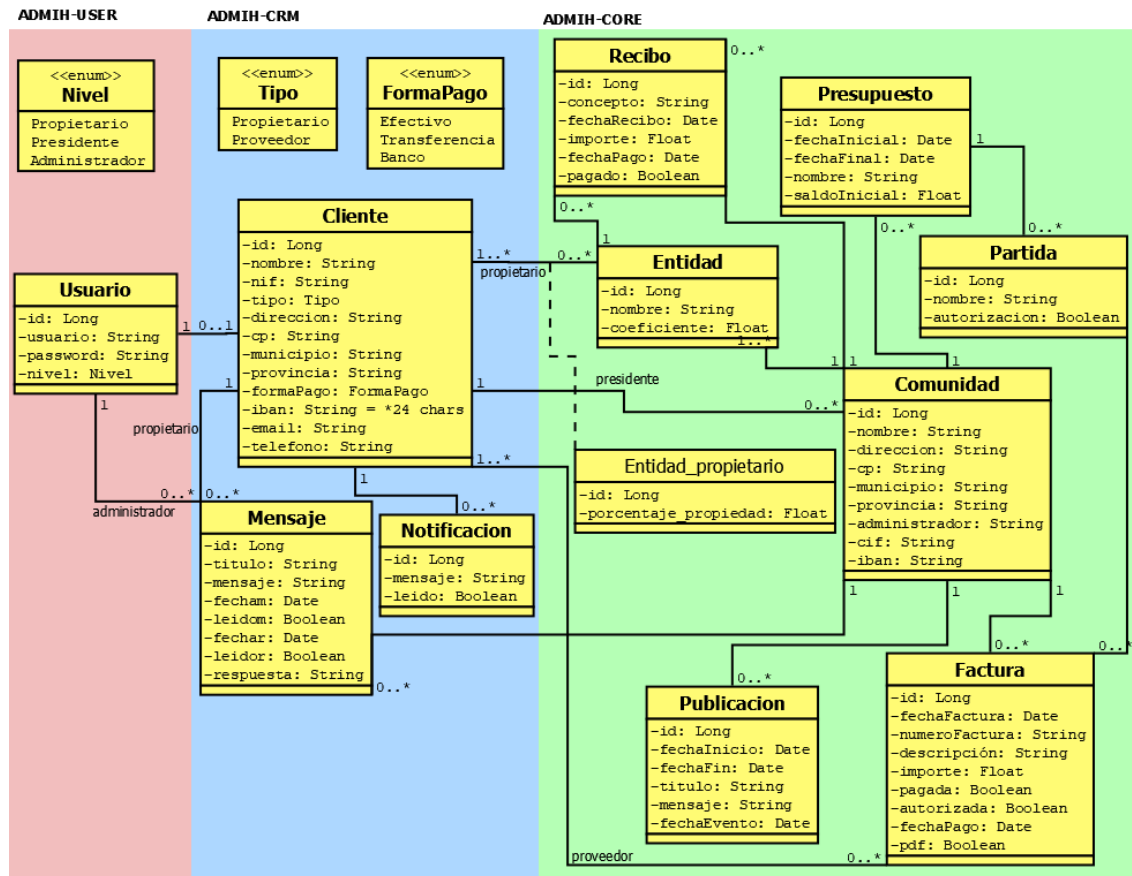 ADMIH-USER
ADMIH-CRM
ADMIH-CORE
<<enum>>
Nivel
Propietario
Presidente
Administrador
<<enum>>
Tipo
Propietario
Proveedor
<<enum>>
FormaPago
Efectivo
Transferencia
Banco
Recibo
-id: Long
-concepto: String
-fechaRecibo: Date
-importe: Float
-fechaPago: Date
-pagado: Boolean
0..*
0..*
1
1
Presupuesto
-id: Long
-fechaInicial: Date
-fechaFinal: Date
-nombre: String
-saldoInicial: Float
1
0..*
0..*
1
Partida
-id: Long
-nombre: String
-autorizacion: Boolean
0..*
Cliente
-id: Long
-nombre: String
-nif: String
-tipo: Tipo
-direccion: String
-cp: String
-municipio: String
-provincia: String
-formaPago: FormaPago
-iban: String = *24 chars
-email: String
-telefono: String
1..*
propietario
0..*
Entidad
-id: Long
-nombre: String
-coeficiente: Float
1..*
1
Usuario
-id: Long
-usuario: String
-password: String
-nivel: Nivel
1
0..1
1
propietario
1
0..*
0..*
administrador
1
presidente
0..*
1..*
1
0..*
Entidad_propietario
-id: Long
-porcentaje_propiedad: Float
Comunidad
-id: Long
-nombre: String
-direccion: String
-cp: String
-municipio: String
-provincia: String
-administrador: String
-cif: String
-iban: String
1
1
1
Mensaje
-id: Long
-titulo: String
-mensaje: String
-fecham: Date
-leidom: Boolean
-fechar: Date
-leidor: Boolean
-respuesta: String
0..*
Notificacion
-id: Long
-mensaje: String
-leido: Boolean
0..*
Publicacion
-id: Long
-fechaInicio: Date
-fechaFin: Date
-titulo: String
-mensaje: String
-fechaEvento: Date
0..*
Factura
-id: Long
-fechaFactura: Date
-numeroFactura: String
-descripción: String
-importe: Float
-pagada: Boolean
-autorizada: Boolean
-fechaPago: Date
-pdf: Boolean
proveedor
0..*